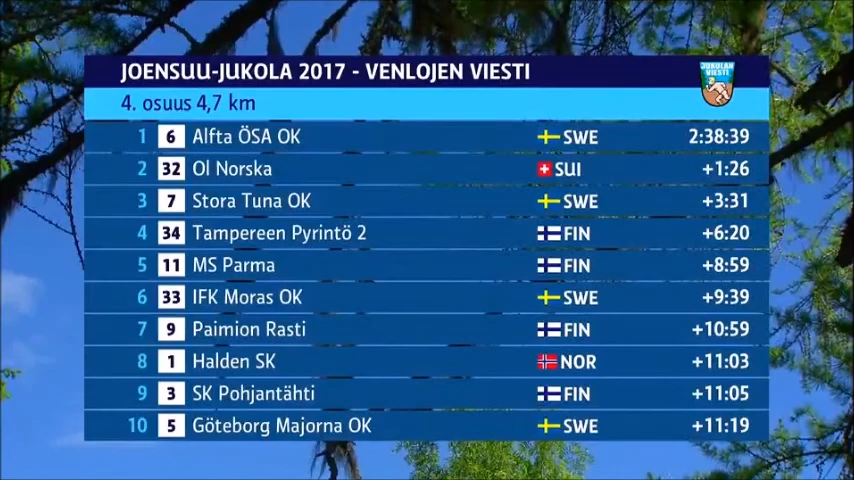 JOENSUU-JUKOLA 2017 - VENLOJEN VIESTI
JUKOLAN VIESTI
4. osuus 4,7 km
1 6 Alfta ÖSA OK SWE 2:38:39
2 32 Ol Norska SUI +1:26
3 7 Stora Tuna OK SWE +3:31
4 34 Tampereen Pyrintö 2 FIN +6:20
5 11 MS Parma FIN +8:59
6 33 IFK Moras OK SWE +9:39
7 9 Paimion Rasti FIN +10:59
8 1 Halden SK NOR +11:03
9 3 SK Pohjantähti FIN +11:05
10 5 Göteborg Majorna OK SWE +11:19